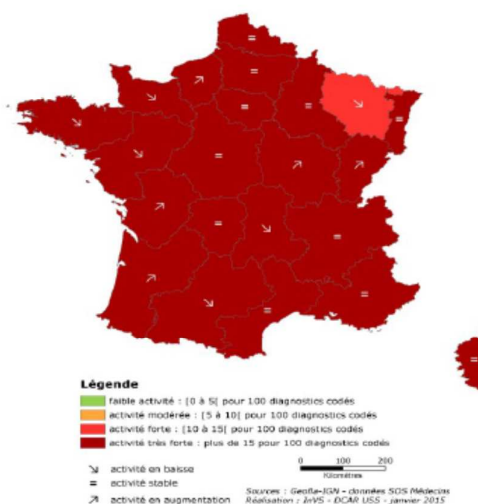 Légende
faible activité : [0 à 5[ pour 100 diagnostics codés
activité modérée : [5 à 10[ pour 100 diagnostics codés
activité forte : [10 à 15[ pour 100 diagnostics codés
activité très forte : plus de 15 pour 100 diagnostics codés
↘ activité en baisse
= activité stable
↗ activité en augmentation
0 100 200
Kilomètres
Sources : Geofla-IGN - données SOS Médecins
Réalisation : InVS - DCAR USS - janvier 2015